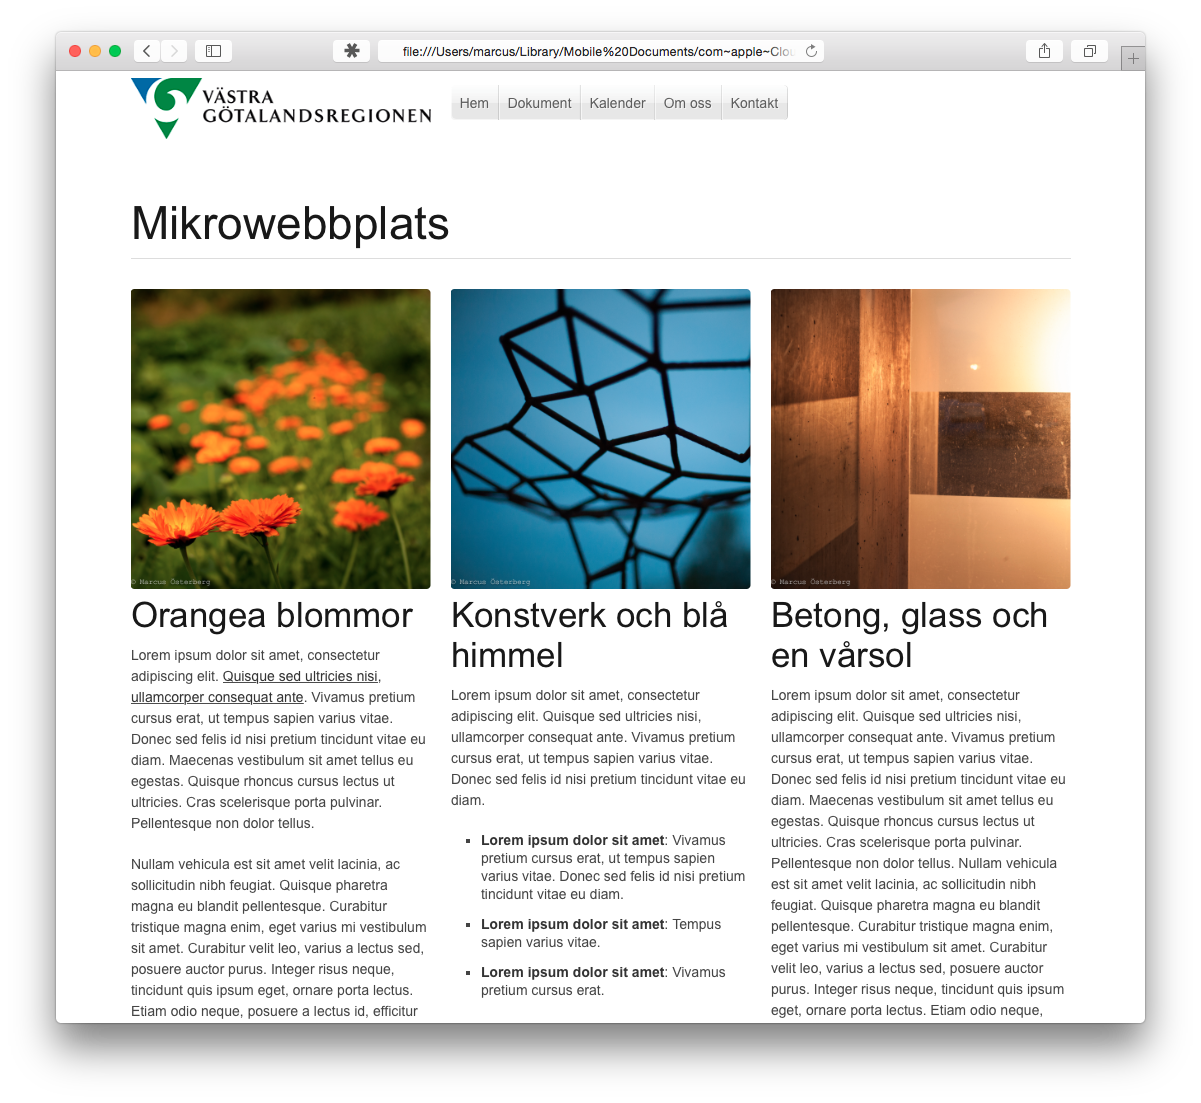 file:///Users/marcus/Library/Mobile%20Documents/com~apple~Clou
VÄSTRA
GÖTALANDSREGIONEN
Hem Dokument Kalender Om oss Kontakt
Mikrowebbplats
© Marcus Österberg
Orangea blommor
Lorem ipsum dolor sit amet, consectetur
adipiscing elit. Quisque sed ultricies nisi,
ullamcorper consequat ante. Vivamus pretium
cursus erat, ut tempus sapien varius vitae.
Donec sed felis id nisi pretium tincidunt vitae eu
diam. Maecenas vestibulum sit amet tellus eu
egestas. Quisque rhoncus cursus lectus ut
ultricies. Cras scelerisque porta pulvinar.
Pellentesque non dolor tellus.
Nullam vehicula est sit amet velit lacinia, ac
sollicitudin nibh feugiat. Quisque pharetra
magna eu blandit pellentesque. Curabitur
tristique magna enim, eget varius mi vestibulum
sit amet. Curabitur velit leo, varius a lectus sed,
posuere auctor purus. Integer risus neque,
tincidunt quis ipsum eget, ornare porta lectus.
Etiam odio neque, posuere a lectus id, efficitur
© Marcus Österberg
Konstverk och blå
himmel
Lorem ipsum dolor sit amet, consectetur
adipiscing elit. Quisque sed ultricies nisi,
ullamcorper consequat ante. Vivamus pretium
cursus erat, ut tempus sapien varius vitae.
Donec sed felis id nisi pretium tincidunt vitae eu
diam.
Lorem ipsum dolor sit amet: Vivamus
pretium cursus erat, ut tempus sapien
varius vitae. Donec sed felis id nisi pretium
tincidunt vitae eu diam.
Lorem ipsum dolor sit amet: Tempus
sapien varius vitae.
Lorem ipsum dolor sit amet: Vivamus
pretium cursus erat.
© Marcus Österberg
Betong, glass och
en vårsol
Lorem ipsum dolor sit amet, consectetur
adipiscing elit. Quisque sed ultricies nisi,
ullamcorper consequat ante. Vivamus pretium
cursus erat, ut tempus sapien varius vitae.
Donec sed felis id nisi pretium tincidunt vitae eu
diam. Maecenas vestibulum sit amet tellus eu
egestas. Quisque rhoncus cursus lectus ut
ultricies. Cras scelerisque porta pulvinar.
Pellentesque non dolor tellus. Nullam vehicula
est sit amet velit lacinia, ac sollicitudin nibh
feugiat. Quisque pharetra magna eu blandit
pellentesque. Curabitur tristique magna enim,
eget varius mi vestibulum sit amet. Curabitur
velit leo, varius a lectus sed, posuere auctor
purus. Integer risus neque, tincidunt quis ipsum
eget, ornare porta lectus. Etiam odio neque,